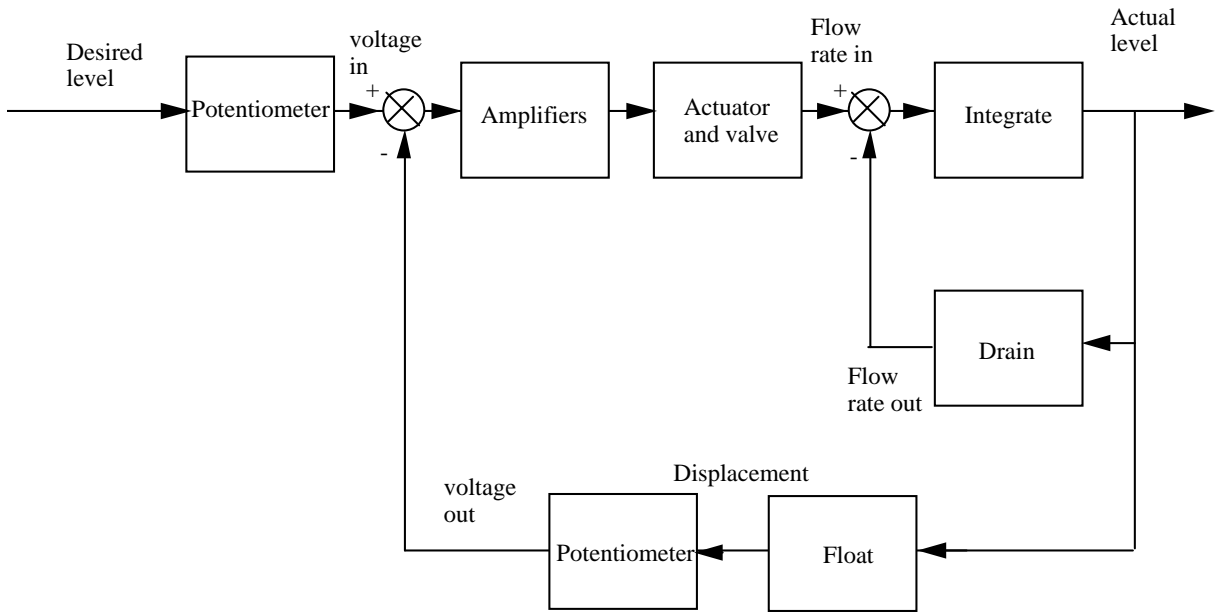 Desired
level
Potentiometer
voltage
in
+
-
Amplifiers
Actuator
and valve
Flow
rate in
+
-
Integrate
Actual
level
Drain
Flow
rate out
Displacement
voltage
out
Potentiometer
Float